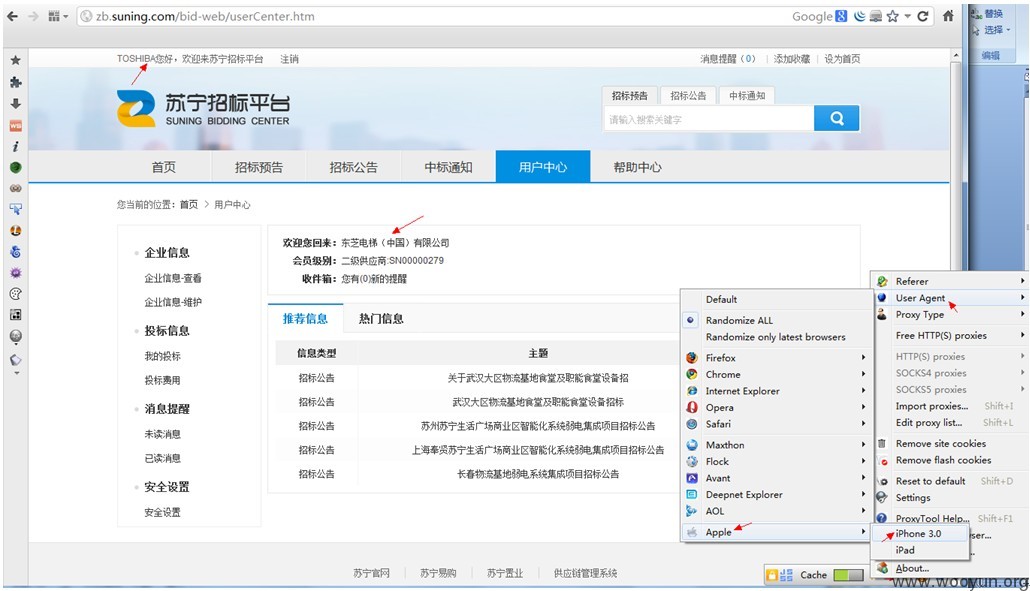 zb.suning.com/bid-web/userCenter.htm
Google
替换
选择
编辑
TOSHIBA您好，欢迎来苏宁招标平台 注销
消息提醒（0） | 添加收藏 | 设为首页
苏宁招标平台
SUNING BIDDING CENTER
招标预告 招标公告 中标通知
请输入搜索关键字
首页 招标预告 招标公告 中标通知 用户中心 帮助中心
您当前的位置：首页 > 用户中心
企业信息
企业信息-查看
企业信息-维护
投标信息
我的投标
投标费用
消息提醒
未读消息
已读消息
安全设置
安全设置
欢迎您回来：东芝电梯（中国）有限公司
会员级别：二级供应商:SN00000279
收件箱：您有(0)新的提醒
推荐信息 热门信息
信息类型 主题
招标公告 关于武汉大区物流基地食堂及职能食堂设备招
招标公告 武汉大区物流基地食堂及职能食堂设备招标
招标公告 苏州苏宁生活广场商业区智能化系统弱电集成项目招标公告
招标公告 上海奉贤苏宁生活广场商业区智能化系统弱电集成项目招标公告
招标公告 长春物流基地弱电系统集成项目招标公告
Default
Randomize ALL
Randomize only latest browsers
Firefox
Chrome
Internet Explorer
Opera
Safari
Maxthon
Flock
Avant
Deepnet Explorer
AOL
Apple
Referer
User Agent
Proxy Type
Free HTTP(S) proxies
HTTP(S) proxies
SOCKS4 proxies
SOCKS5 proxies
Import proxies... Shift+I
Edit proxy list... Shift+L
Remove site cookies
Remove flash cookies
Reset to default Shift+D
Settings
ProxyTool Help... Shift+F1
iPhone 3.0
iPad
About...
苏宁官网 | 苏宁易购 | 苏宁置业 | 供应链管理系统
Cache
www.wooyun.org